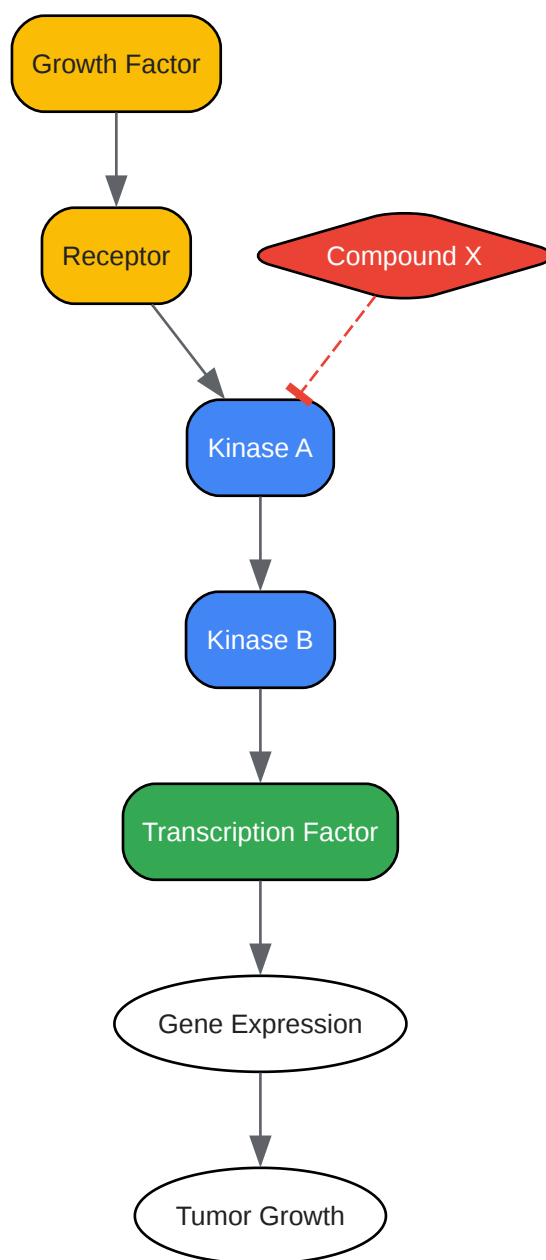 Growth Factor
Receptor
Compound X
Kinase A
Kinase B
Transcription Factor
Gene Expression
Tumor Growth